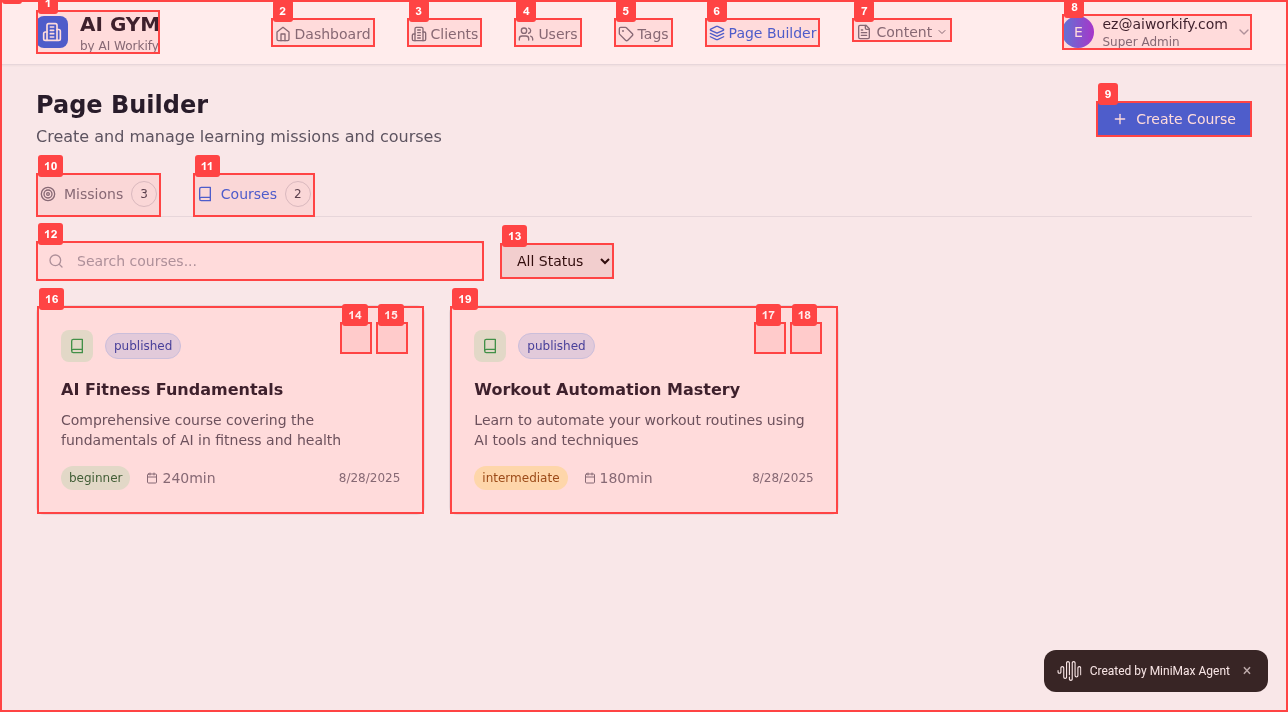 1
AI GYM
by AI Workify
2
Dashboard
3
Clients
4
Users
5
Tags
6
Page Builder
7
Content
8
E
ez@aiworkify.com
Super Admin
Page Builder
Create and manage learning missions and courses
9
Create Course
10
Missions 3
11
Courses 2
12
Search courses...
13
All Status
16
14
15
published
AI Fitness Fundamentals
Comprehensive course covering the
fundamentals of AI in fitness and health
beginner
240min
8/28/2025
19
17
18
published
Workout Automation Mastery
Learn to automate your workout routines using
AI tools and techniques
intermediate
180min
8/28/2025
Created by MiniMax Agent ×